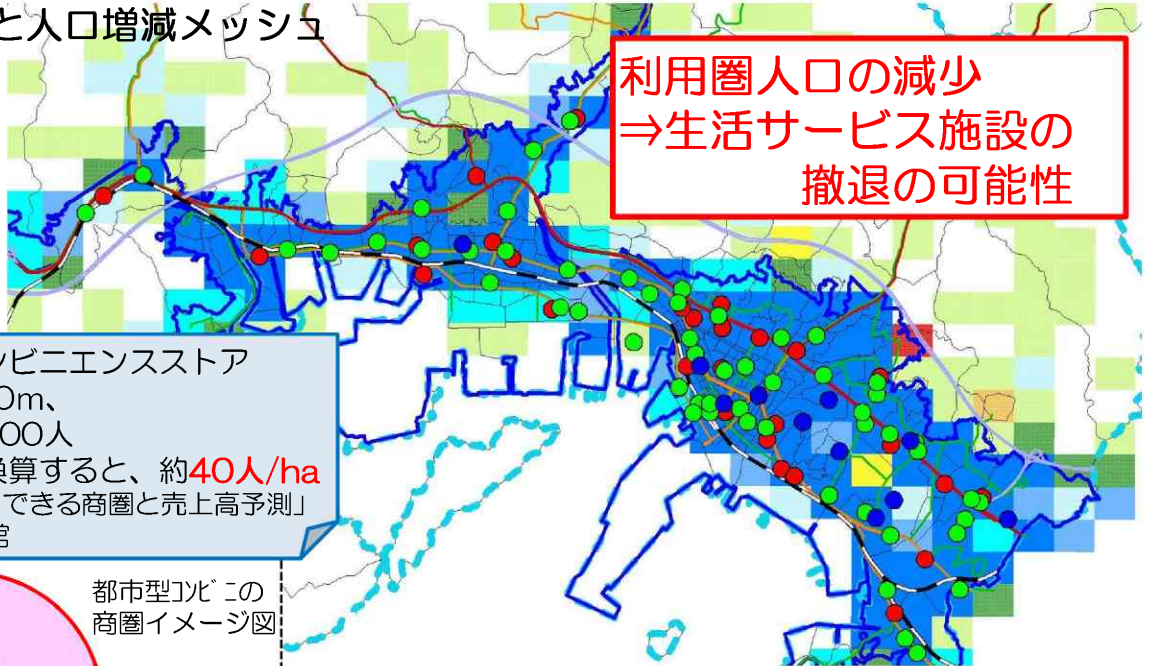 と人口増減メッシュ
利用圏人口の減少
⇒生活サービス施設の
撤退の可能性
ンビニエンスストア
0m、
00人
換算すると、約40人/ha
できる商圏と売上高予測」
都市型ｺﾝﾋﾞﾆの
商圏イメージ図